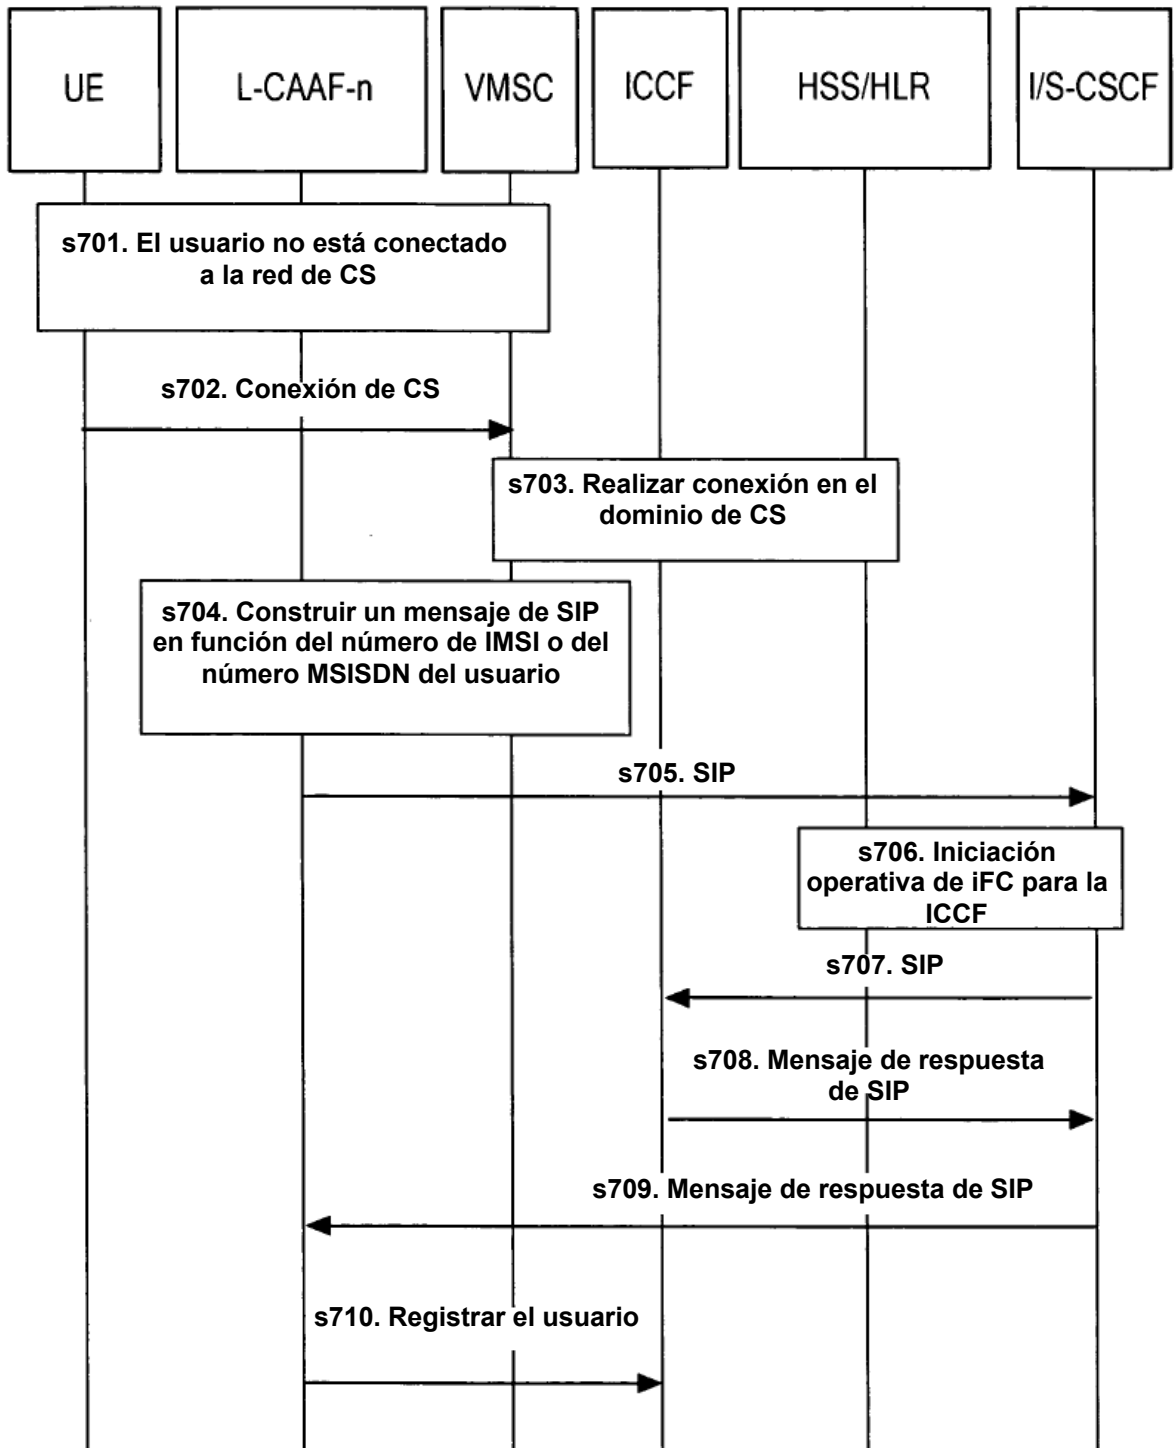 UE
L-CAAF-n
VMSC
ICCF
HSS/HLR
I/S-CSCF
s701. El usuario no está conectado
a la red de CS
s702. Conexión de CS
s703. Realizar conexión en el
dominio de CS
s704. Construir un mensaje de SIP
en función del número de IMSI o del
número MSISDN del usuario
s705. SIP
s706. Iniciación
operativa de iFC para la
ICCF
s707. SIP
s708. Mensaje de respuesta
de SIP
s709. Mensaje de respuesta de SIP
s710. Registrar el usuario